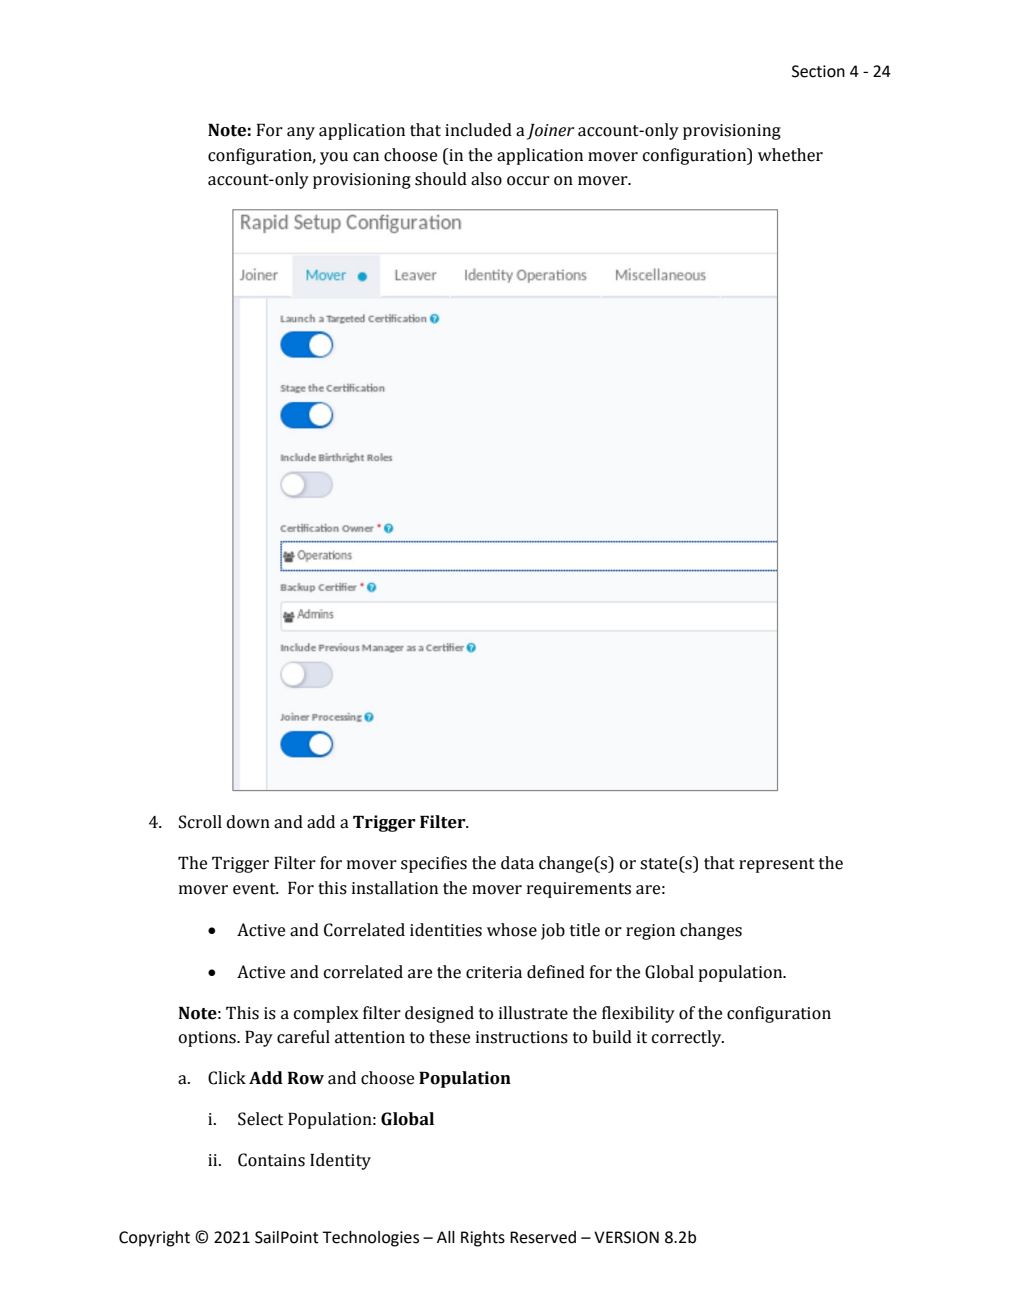 Section 4 - 24
Note: For any application that included a Joiner account-only provisioning
configuration, you can choose (in the application mover configuration) whether
account-only provisioning should also occur on mover.
Rapid Setup Configuration
Joiner Mover Leaver Identity Operations Miscellaneous
Launch a Targeted Certification ?
Stage the Certification
Include Birthright Roles
Certification Owner * ?
Operations
Backup Certifier * ?
Admins
Include Previous Manager as a Certifier ?
Joiner Processing ?
4. Scroll down and add a Trigger Filter.
The Trigger Filter for mover specifies the data change(s) or state(s) that represent the
mover event.  For this installation the mover requirements are:
• Active and Correlated identities whose job title or region changes
• Active and correlated are the criteria defined for the Global population.
Note: This is a complex filter designed to illustrate the flexibility of the configuration
options. Pay careful attention to these instructions to build it correctly.
a. Click Add Row and choose Population
i. Select Population: Global
ii. Contains Identity
Copyright © 2021 SailPoint Technologies – All Rights Reserved – VERSION 8.2b